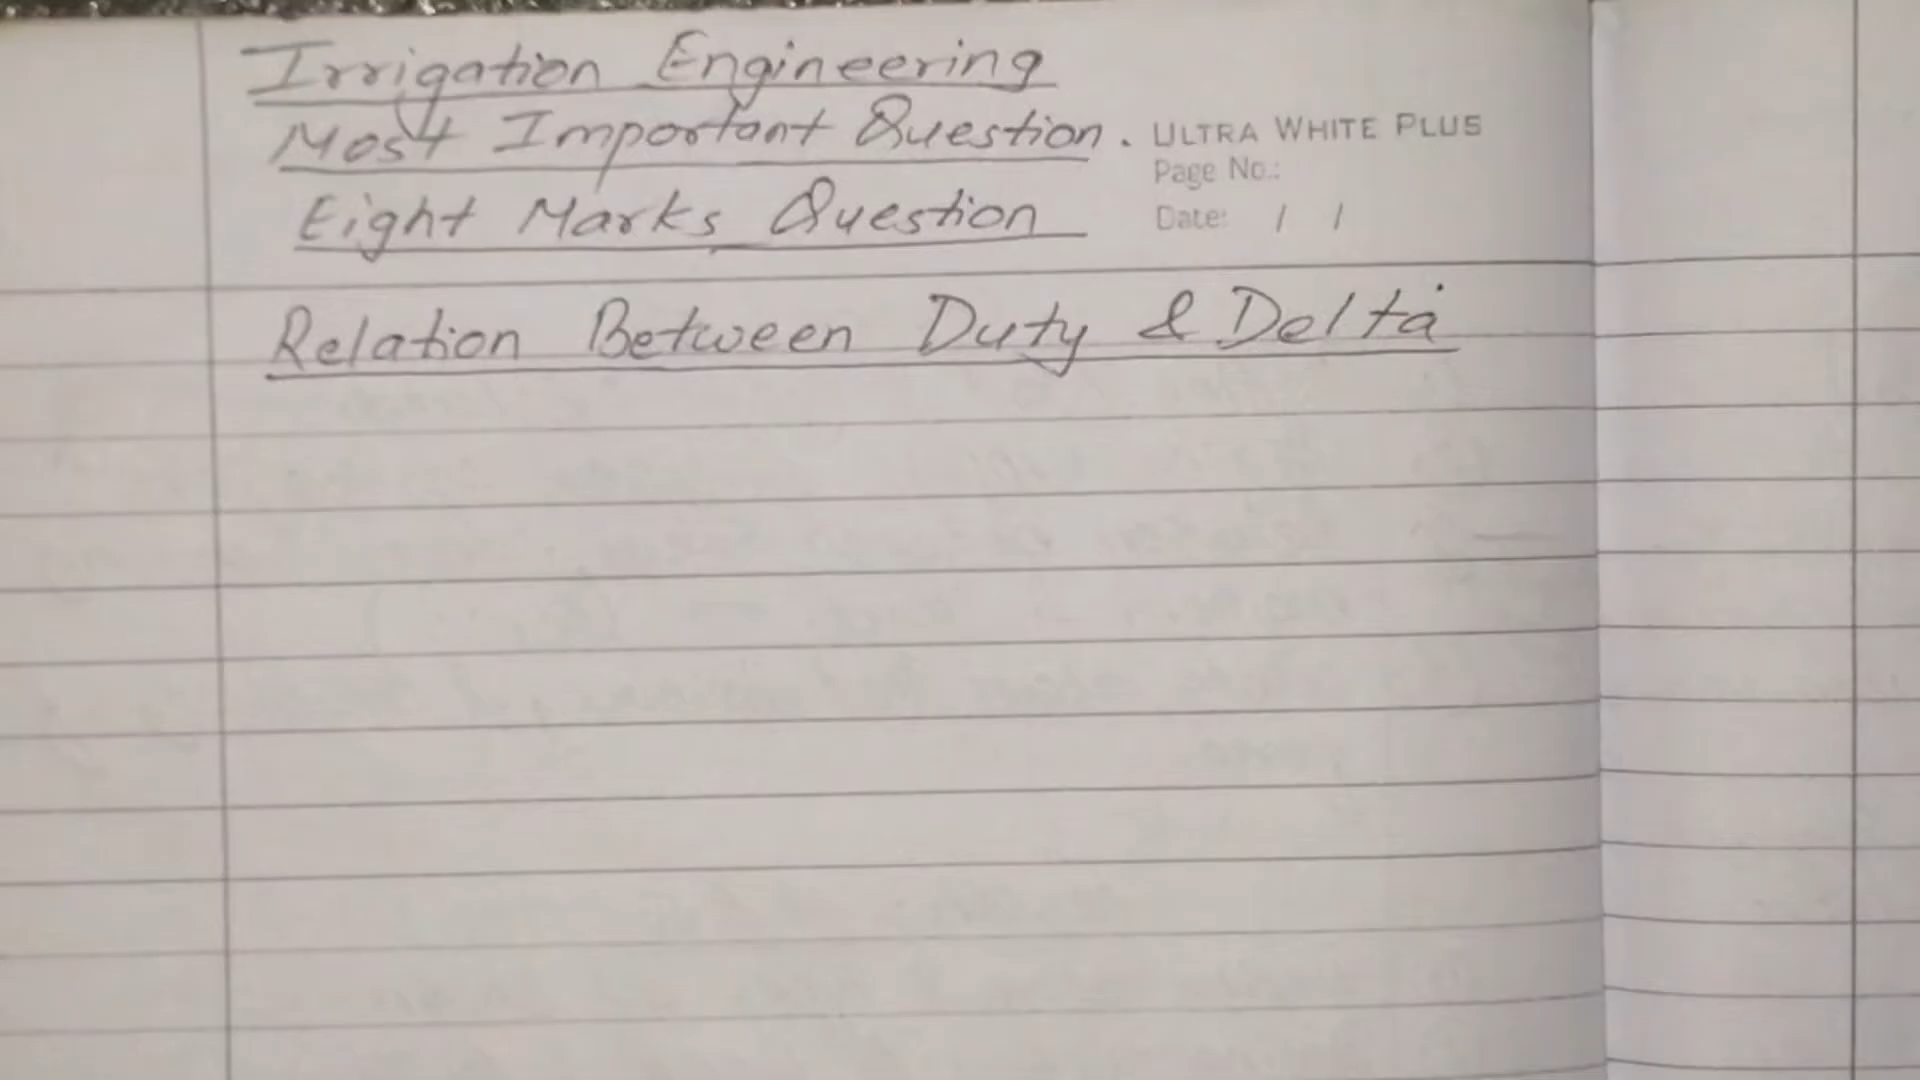 Irrigation Engineering
Most Important Question.
Eight Marks Question
ULTRA WHITE PLUS
Page No.:
Date: / /
Relation Between Duty & Delta